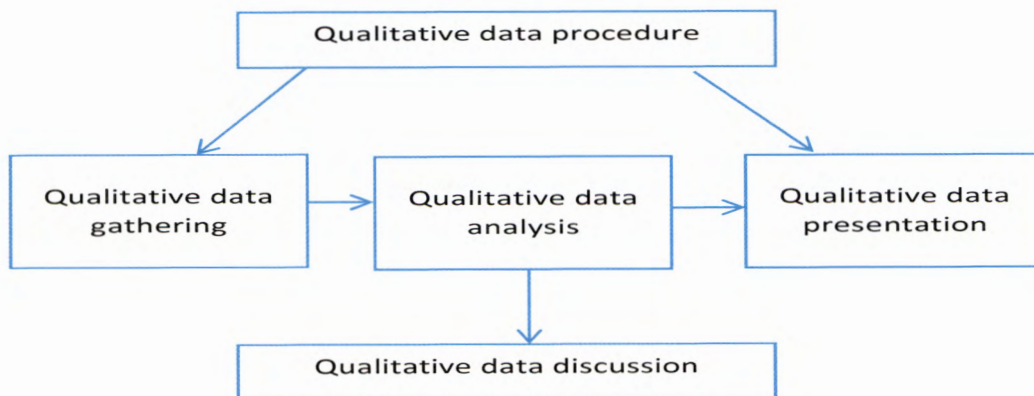 Qualitative data procedure
Qualitative data
gathering
Qualitative data
analysis
Qualitative data
presentation
Qualitative data discussion